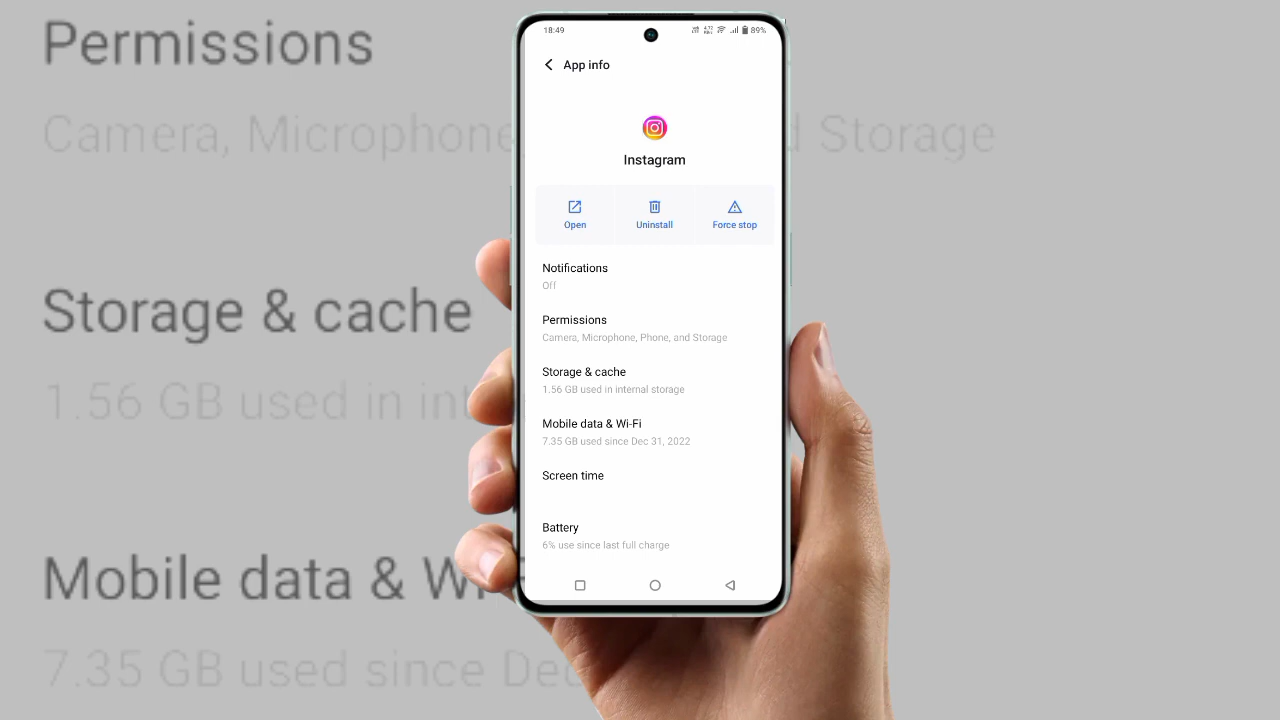 Permissions
Camera, Microphone
d Storage
Storage & cache
1.56 GB used in int
Mobile data & W
7.35 GB used since Dec
18:49
89%
App info
Instagram
Open
Uninstall
Force stop
Notifications
Off
Permissions
Camera, Microphone, Phone, and Storage
Storage & cache
1.56 GB used in internal storage
Mobile data & Wi-Fi
7.35 GB used since Dec 31, 2022
Screen time
Battery
6% use since last full charge